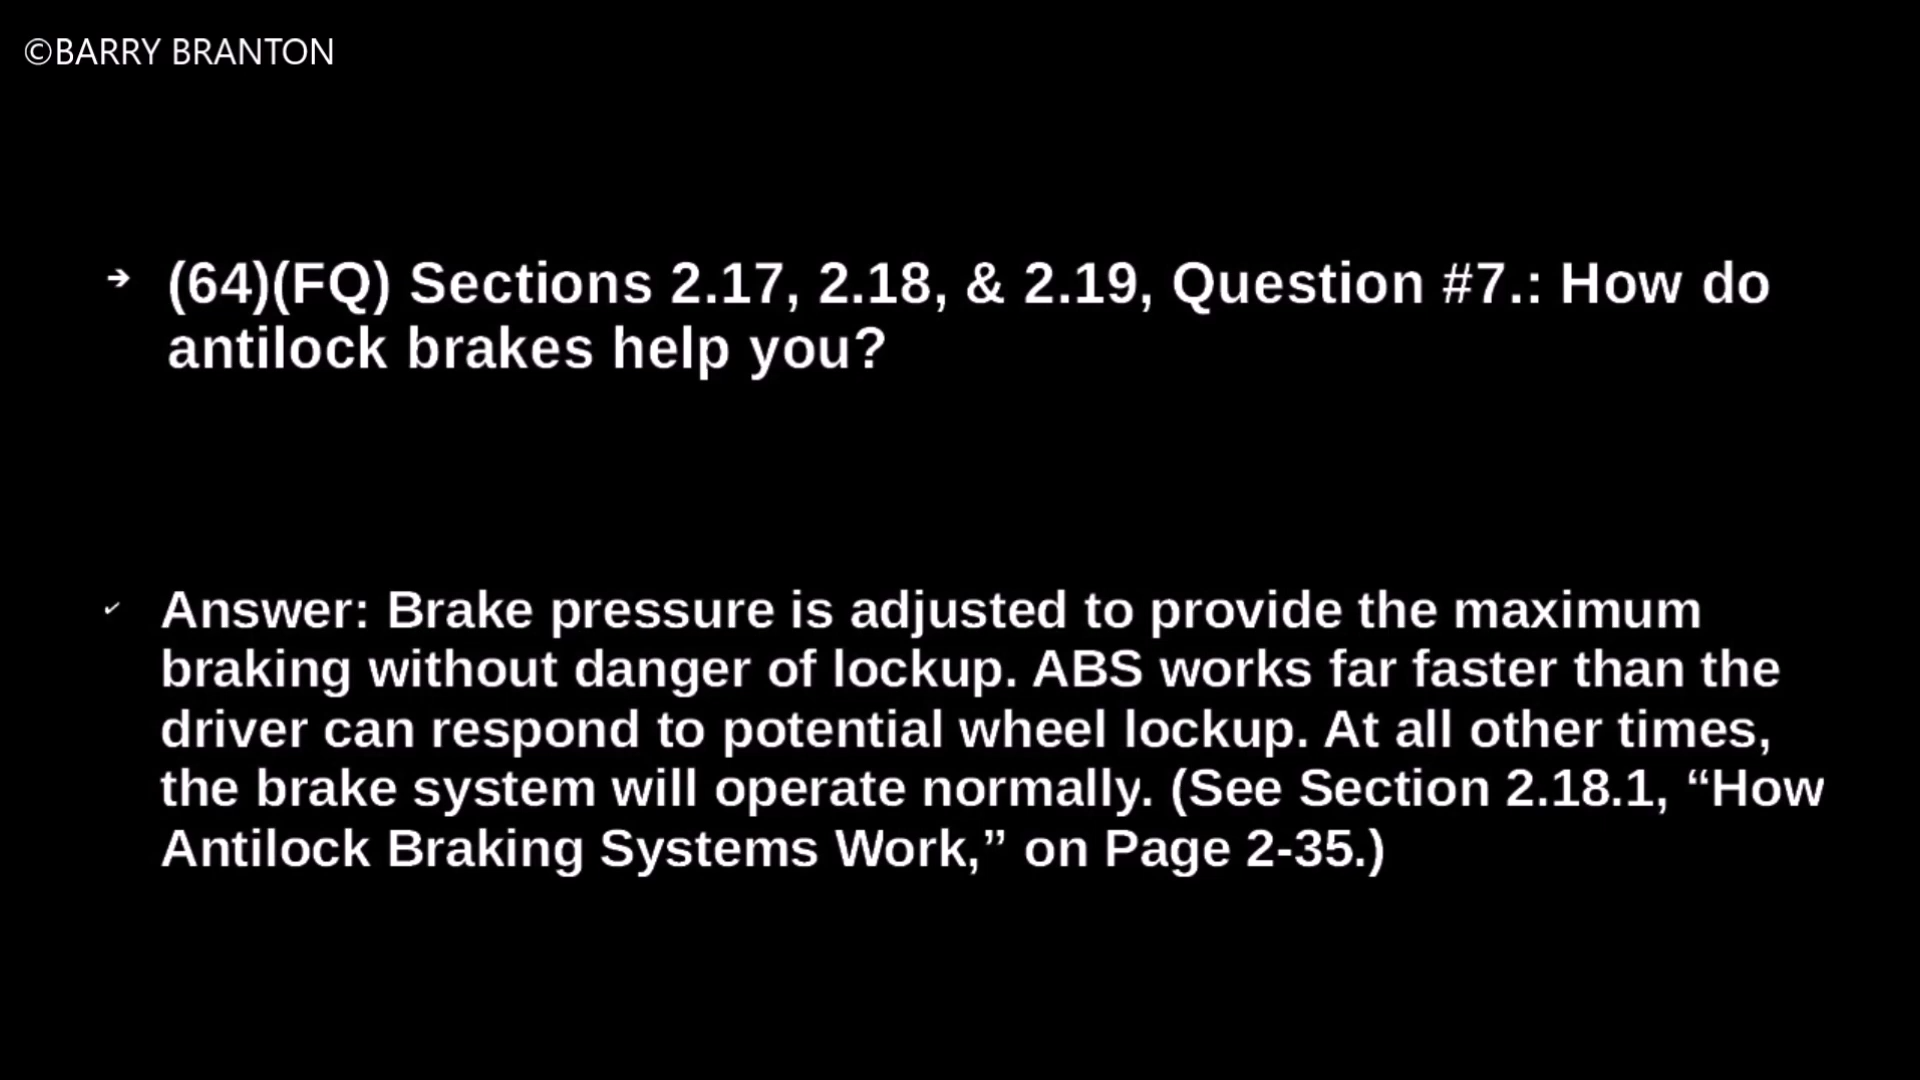 ©BARRY BRANTON
➔ (64)(FQ) Sections 2.17, 2.18, & 2.19, Question #7.: How do
antilock brakes help you?
✓ Answer: Brake pressure is adjusted to provide the maximum
braking without danger of lockup. ABS works far faster than the
driver can respond to potential wheel lockup. At all other times,
the brake system will operate normally. (See Section 2.18.1, “How
Antilock Braking Systems Work,” on Page 2-35.)